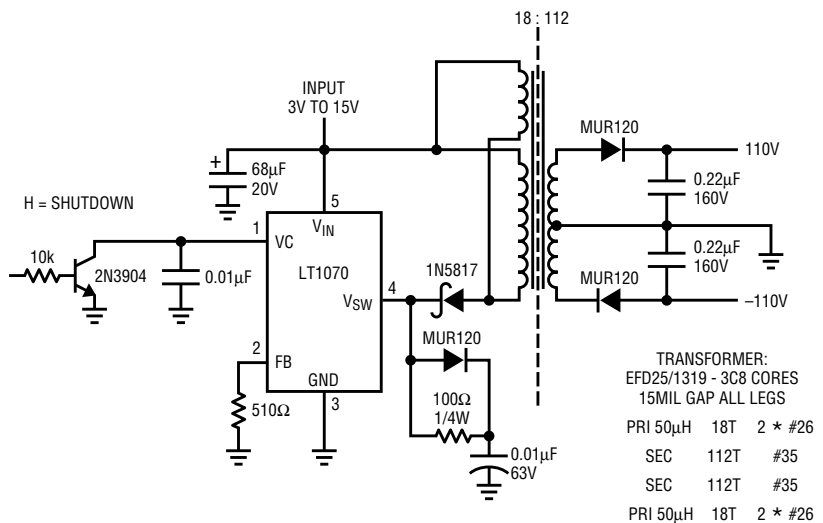 18 : 112
INPUT
3V TO 15V
+
68µF
20V
H = SHUTDOWN
10k
2N3904
0.01µF
1
VC
5
VIN
LT1070
VSW
4
2
FB
GND
3
510Ω
1N5817
MUR120
100Ω
1/4W
0.01µF
63V
MUR120
110V
0.22µF
160V
0.22µF
160V
MUR120
–110V
TRANSFORMER:
EFD25/1319 - 3C8 CORES
15MIL GAP ALL LEGS
PRI 50µH 18T 2 * #26
SEC 112T #35
SEC 112T #35
PRI 50µH 18T 2 * #26